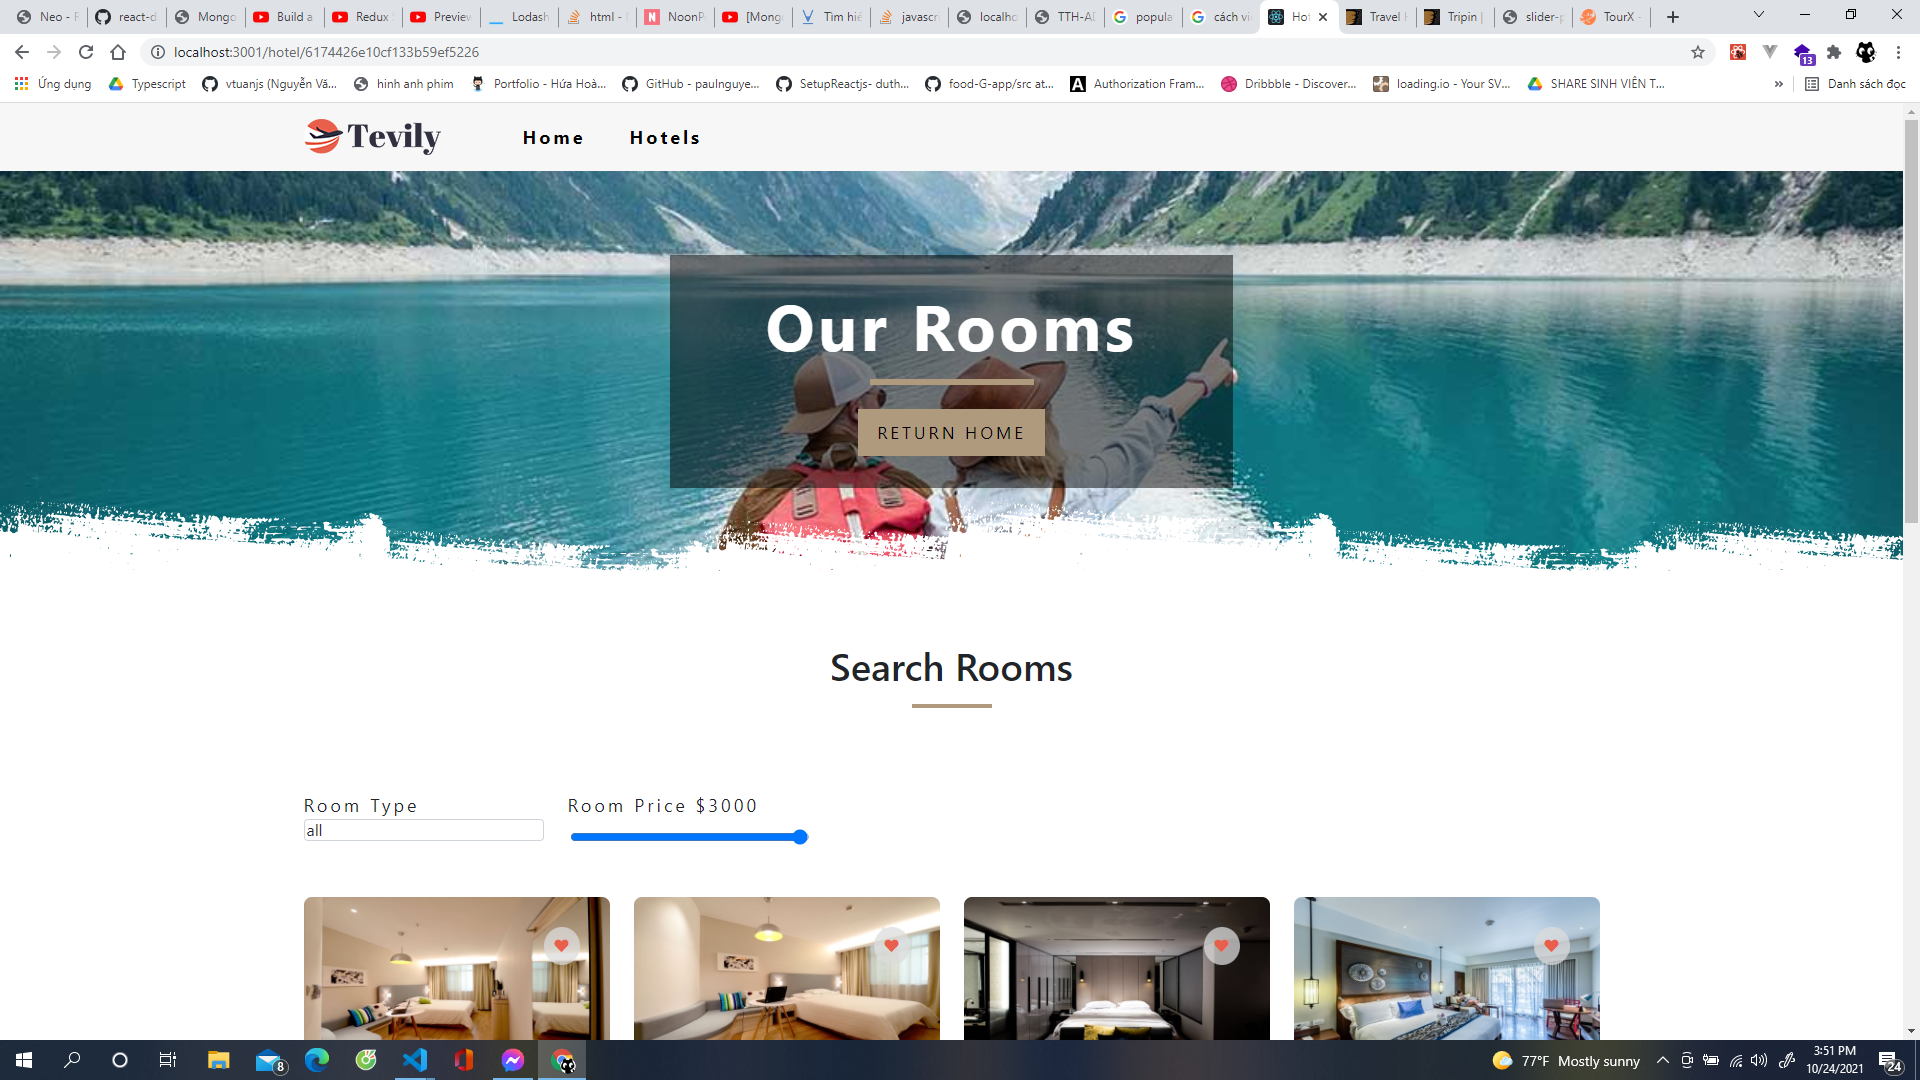 Neo - F
react-d
Mongo
Build a
Redux
Preview
Lodash
html -
NoonP
[Mong
Tìm hiể
javascr
localho
TTH-Al
popula
cách vi
Hot
Travel
Tripin |
slider-p
TourX -
localhost:3001/hotel/6174426e10cf133b59ef5226
13
Ứng dụng
Typescript
vtuanjs (Nguyễn Vă...
hinh anh phim
Portfolio - Hứa Hoà...
GitHub - paulnguye...
SetupReactjs- duth...
food-G-app/src at...
Authorization Fram...
Dribbble - Discover...
loading.io - Your SV...
SHARE SINH VIÊN T...
»
Danh sách đọc
Tevily
Home
Hotels
Our Rooms
RETURN HOME
Search Rooms
Room Type
Room Price $3000
all
8
77°F Mostly sunny
3:51 PM
10/24/2021
24